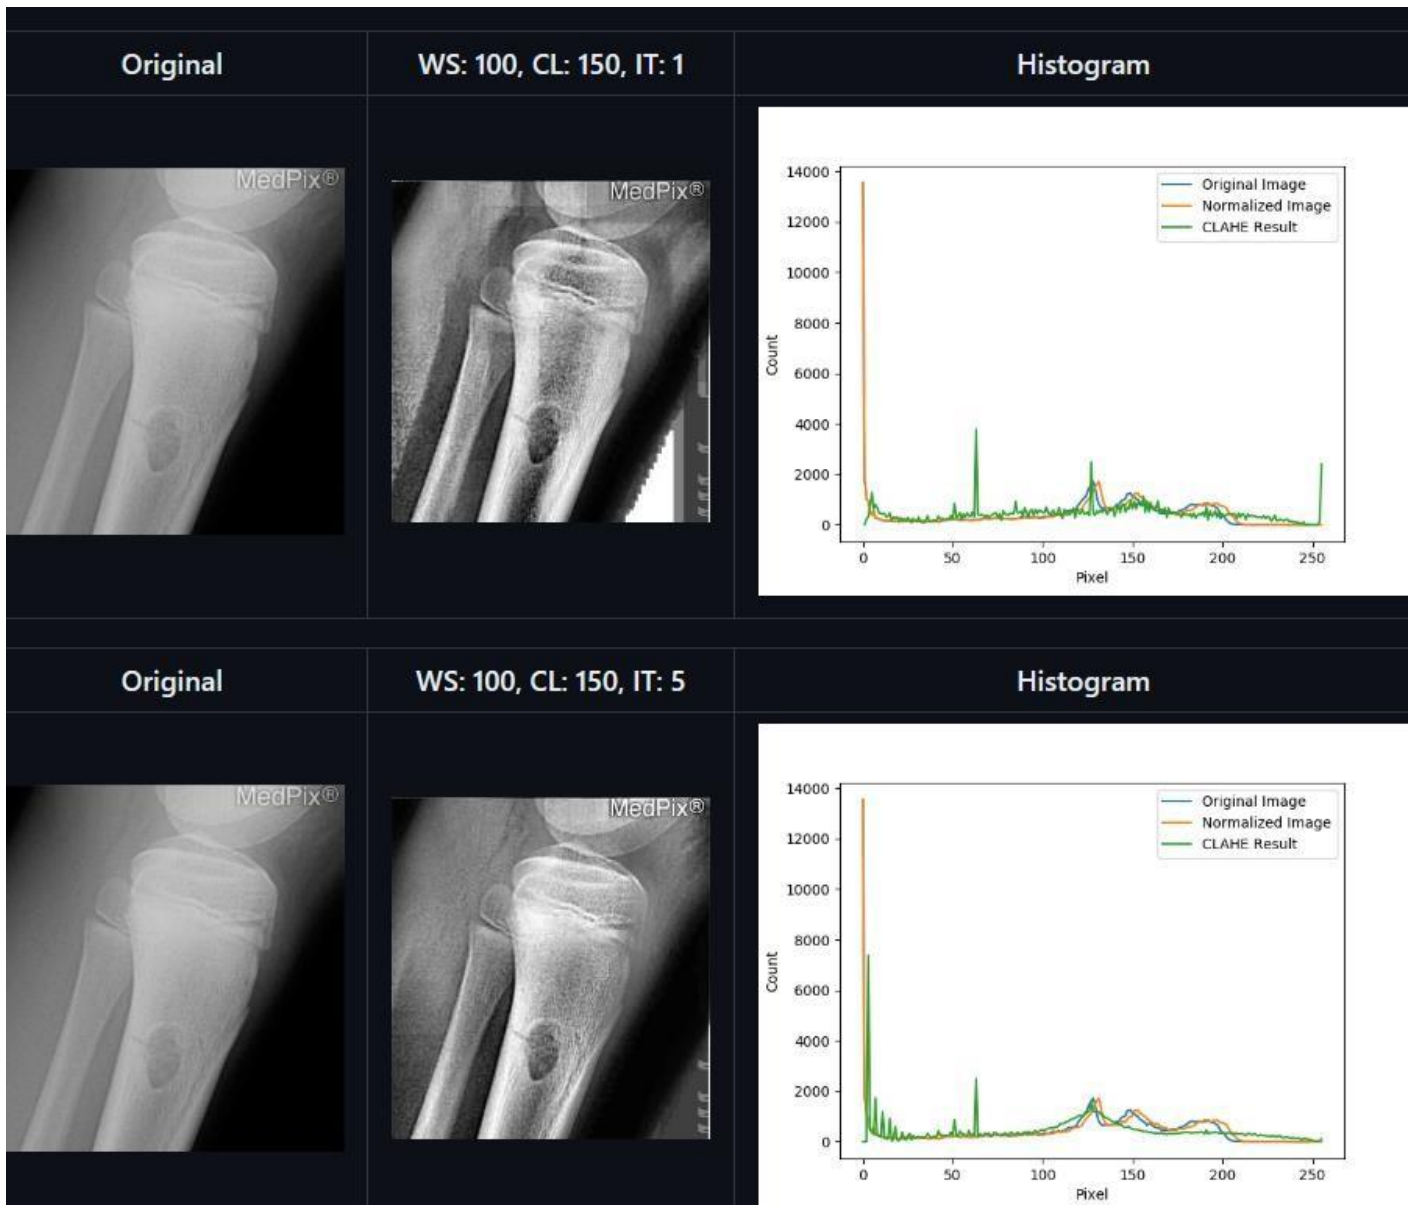 Original WS: 100, CL: 150, IT: 1 Histogram
MedPix®
MedPix®
14000
12000
10000
8000
6000
4000
2000
0
Count
Original Image
Normalized Image
CLAHE Result
0 50 100 150 200 250
Pixel
Original WS: 100, CL: 150, IT: 5 Histogram
MedPix®
MedPix®
14000
12000
10000
8000
6000
4000
2000
0
Count
Original Image
Normalized Image
CLAHE Result
0 50 100 150 200 250
Pixel